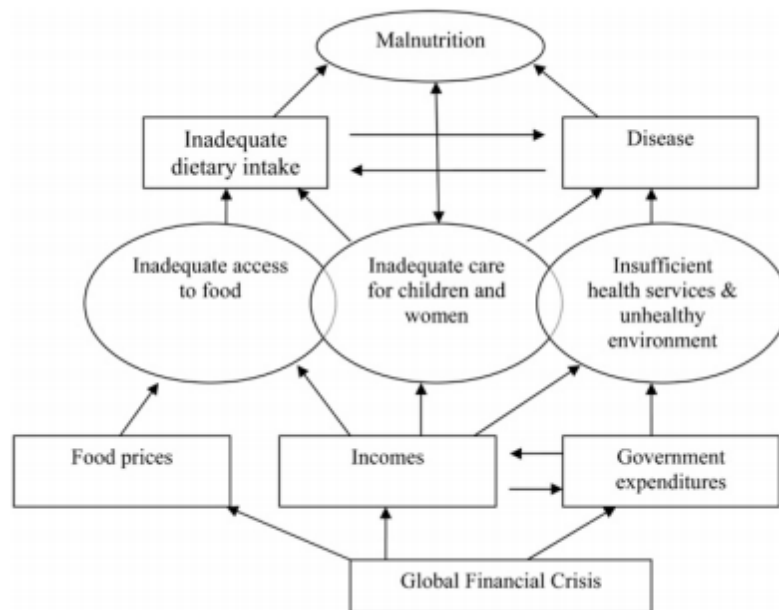 Malnutrition
Inadequate
dietary intake
Disease
Inadequate access
to food
Inadequate care
for children and
women
Insufficient
health services &
unhealthy
environment
Food prices
Incomes
Government
expenditures
Global Financial Crisis